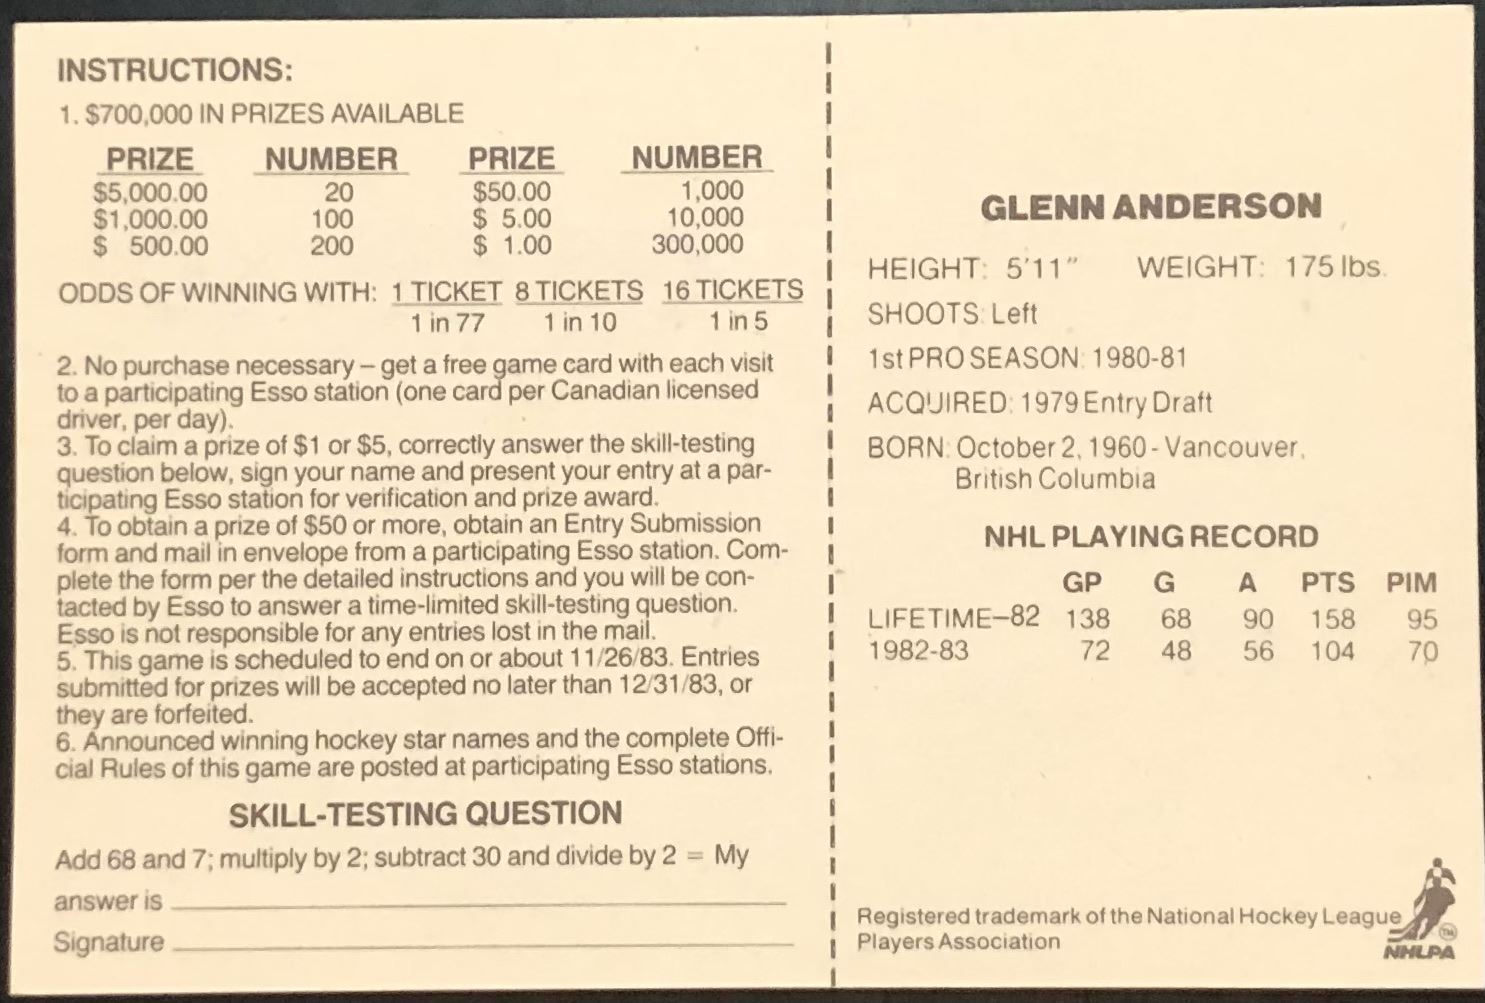 INSTRUCTIONS:
1. $700,000 IN PRIZES AVAILABLE
PRIZE NUMBER PRIZE NUMBER
$5,000.00 20 $50.00 1,000
$1,000.00 100 $ 5.00 10,000
$ 500.00 200 $ 1.00 300,000
ODDS OF WINNING WITH: 1 TICKET 8 TICKETS 16 TICKETS
1 in 77 1 in 10 1 in 5
2. No purchase necessary – get a free game card with each visit
to a participating Esso station (one card per Canadian licensed
driver, per day).
3. To claim a prize of $1 or $5, correctly answer the skill-testing
question below, sign your name and present your entry at a par-
ticipating Esso station for verification and prize award.
4. To obtain a prize of $50 or more, obtain an Entry Submission
form and mail in envelope from a participating Esso station. Com-
plete the form per the detailed instructions and you will be con-
tacted by Esso to answer a time-limited skill-testing question.
Esso is not responsible for any entries lost in the mail.
5. This game is scheduled to end on or about 11/26/83. Entries
submitted for prizes will be accepted no later than 12/31/83, or
they are forfeited.
6. Announced winning hockey star names and the complete Offi-
cial Rules of this game are posted at participating Esso stations.
SKILL-TESTING QUESTION
Add 68 and 7; multiply by 2; subtract 30 and divide by 2 = My
answer is
Signature
GLENN ANDERSON
HEIGHT: 5'11" WEIGHT: 175 lbs.
SHOOTS: Left
1st PRO SEASON: 1980-81
ACQUIRED: 1979 Entry Draft
BORN: October 2, 1960 - Vancouver,
British Columbia
NHL PLAYING RECORD
GP G A PTS PIM
LIFETIME–82 138 68 90 158 95
1982-83 72 48 56 104 70
Registered trademark of the National Hockey League
Players Association
TM
NHLPA